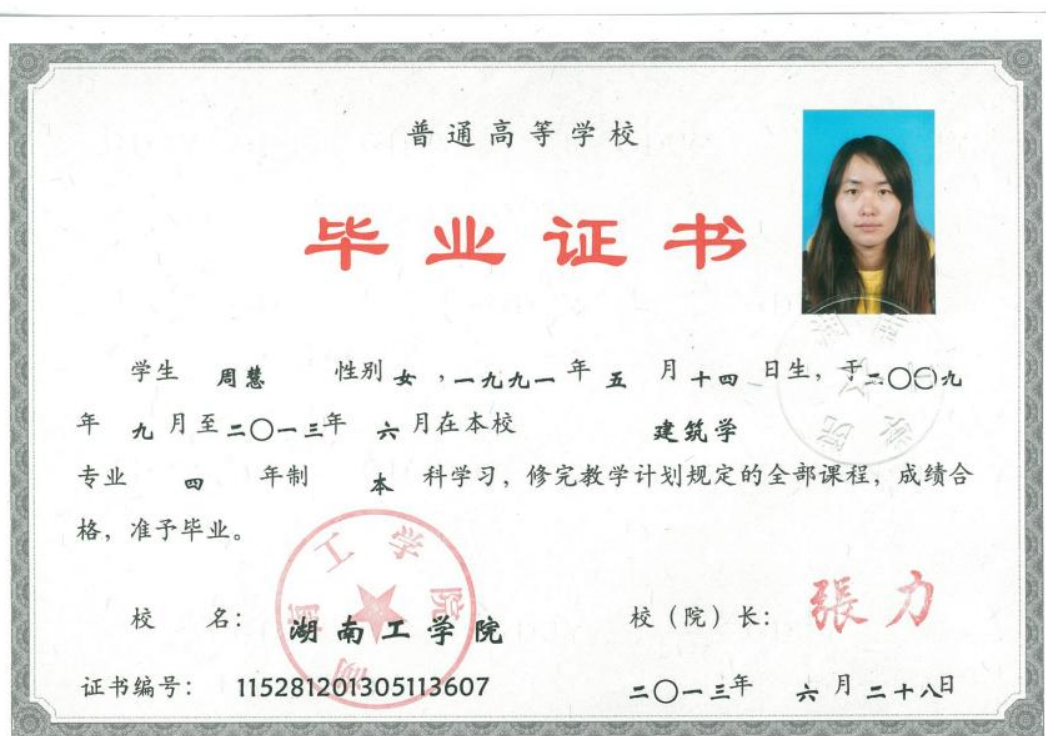 普通高等学校
毕业证书
学生 周慧 性别 女，一九九一 年 五 月 十四 日生，于二〇〇九
年 九 月至二〇一三年 六 月在本校 建筑学
专业 四 年制 本 科学习，修完教学计划规定的全部课程，成绩合
格，准予毕业。
湖南工学院
校 名： 湖南工学院 校（院）长： 張力
证书编号： 115281201305113607 二〇一三年 六 月 二十八日